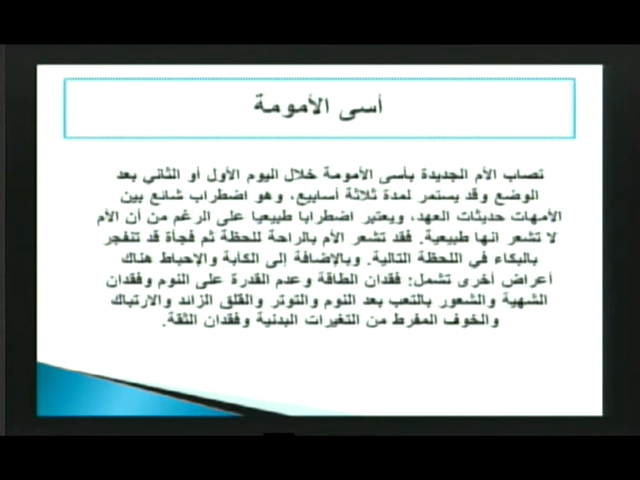 أسى الأمومة
تصاب الأم الجديدة بأسى الأمومة خلال اليوم الأول أو الثاني بعد
الوضع وقد يستمر لمدة ثلاثة أسابيع، وهو اضطراب شائع بين
الأمهات حديثات العهد، ويعتبر اضطرابا طبيعيا على الرغم من أن الأم
لا تشعر انها طبيعية. فقد تشعر الأم بالراحة للحظة ثم فجأة قد تنفجر
بالبكاء في اللحظة التالية. وبالإضافة إلى الكابة والإحباط هناك
أعراض أخرى تشمل: فقدان الطاقة وعدم القدرة على النوم وفقدان
الشهية والشعور بالتعب بعد النوم والتوتر والقلق الزائد والارتباك
والخوف المفرط من التغيرات البدنية وفقدان الثقة.